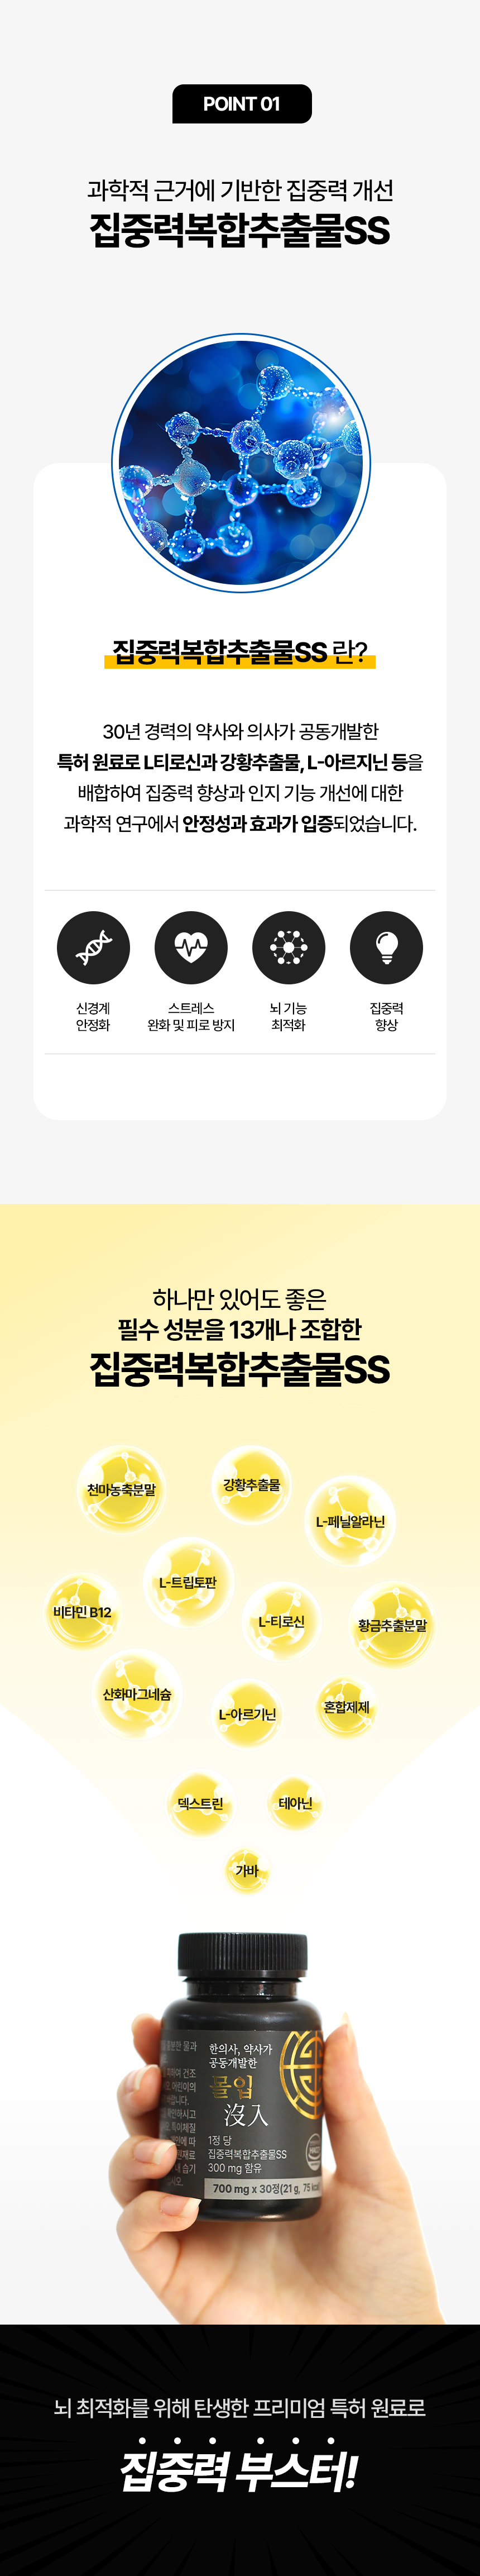 POINT 01
과학적 근거에 기반한 집중력 개선
집중력복합추출물SS
집중력복합추출물SS 란?
30년 경력의 약사와 의사가 공동개발한
특허 원료로 L티로신과 강황추출물, L-아르지닌 등을
배합하여 집중력 향상과 인지 기능 개선에 대한
과학적 연구에서 안정성과 효과가 입증되었습니다.
신경계
안정화
스트레스
완화 및 피로 방지
뇌 기능
최적화
집중력
향상
하나만 있어도 좋은
필수 성분을 13개나 조합한
집중력복합추출물SS
천마농축분말
강황추출물
L-페닐알라닌
L-트립토판
비타민 B12
L-티로신
황금추출분말
산화마그네슘
L-아르기닌
혼합제제
덱스트린
테아닌
가바
한의사, 약사가
공동개발한
몰입
沒入
1정 당
집중력복합추출물SS
300 mg 함유
700 mg x 30정(21 g, 75 kcal
뇌 최적화를 위해 탄생한 프리미엄 특허 원료로
집중력 부스터!